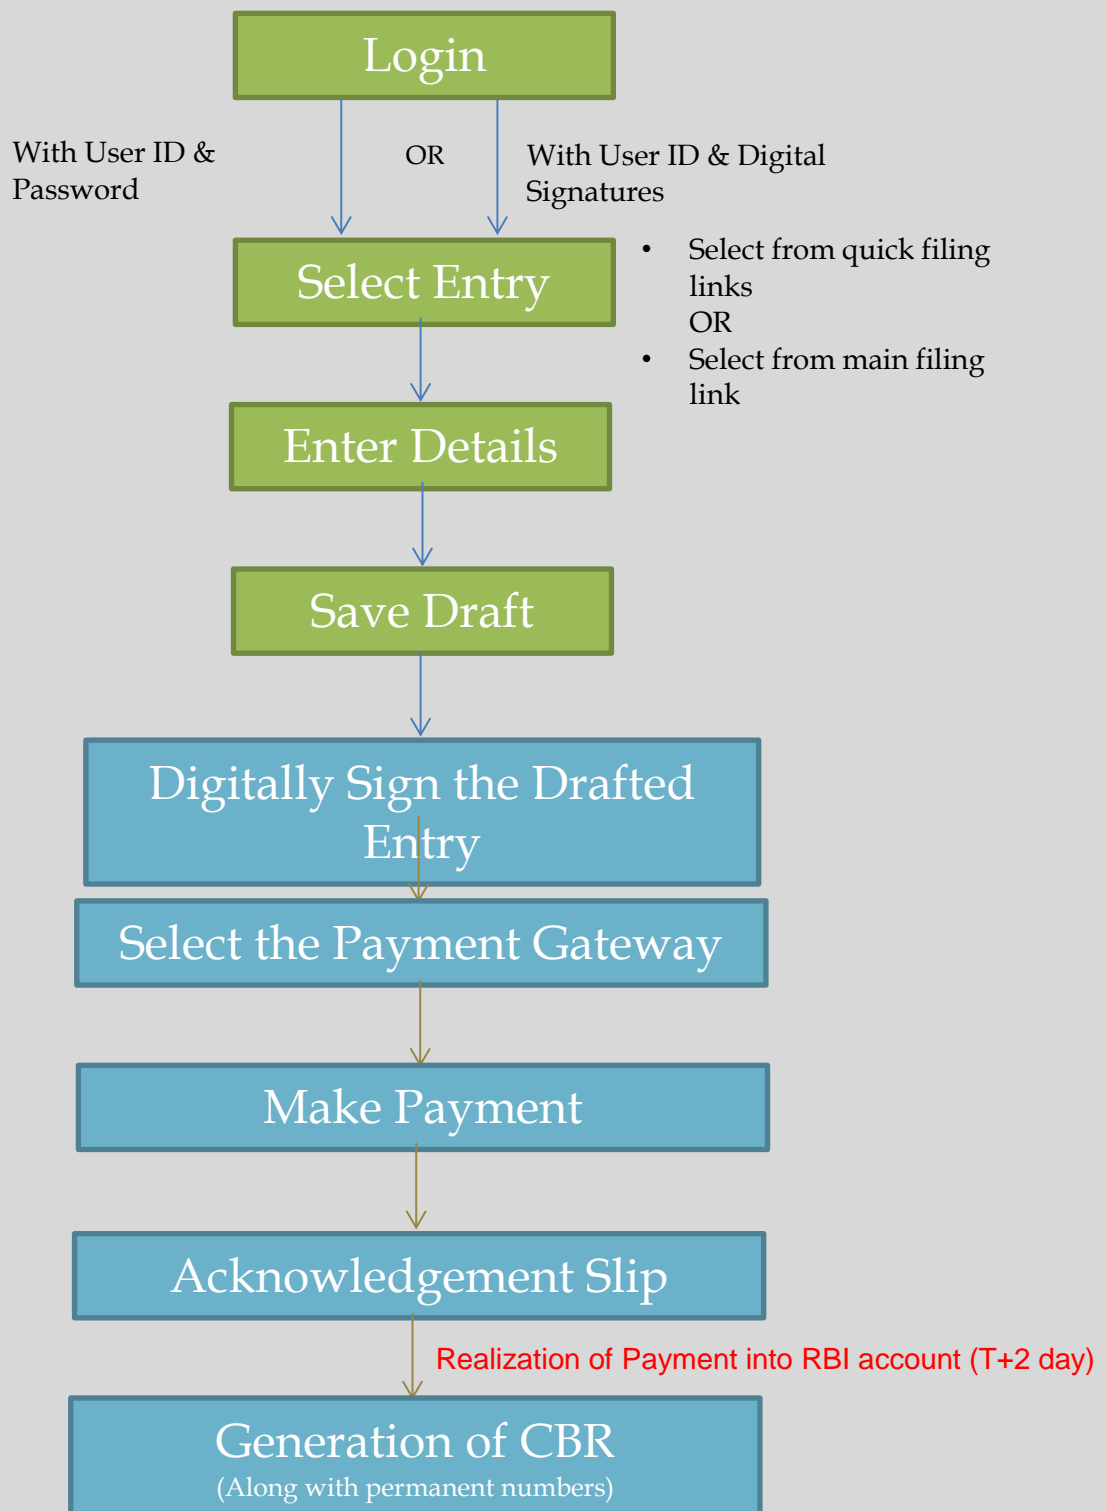 Login
With User ID &
Password
OR
With User ID & Digital
Signatures
Select Entry
• Select from quick filing
links
OR
• Select from main filing
link
Enter Details
Save Draft
Digitally Sign the Drafted
Entry
Select the Payment Gateway
Make Payment
Acknowledgement Slip
Realization of Payment into RBI account (T+2 day)
Generation of CBR
(Along with permanent numbers)